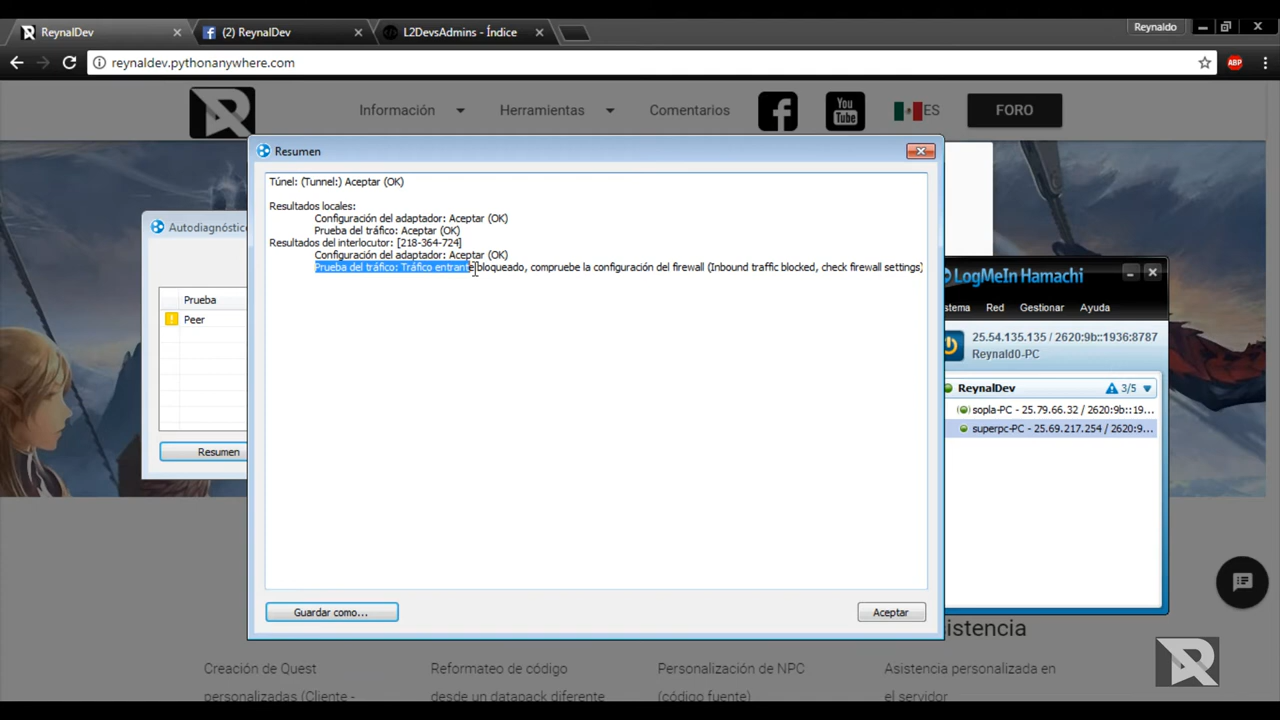 ReynalDev
(2) ReynalDev
L2DevsAdmins - Índice
Reynaldo
reynaldev.pythonanywhere.com
ABP
Información
Herramientas
Comentarios
You
Tube
ES
FORO
Resumen
Túnel: (Tunnel:) Aceptar (OK)
Resultados locales:
Configuración del adaptador: Aceptar (OK)
Prueba del tráfico: Aceptar (OK)
Resultados del interlocutor: [218-364-724]
Configuración del adaptador: Aceptar (OK)
Prueba del tráfico: Tráfico entrante bloqueado, compruebe la configuración del firewall (Inbound traffic blocked, check firewall settings)
Guardar como...
Aceptar
Autodiagnóstic
Prueba
Peer
Resumen
LogMeIn Hamachi
stema
Red
Gestionar
Ayuda
25.54.135.135 / 2620:9b::1936:8787
Reynald0-PC
ReynalDev
3/5
sopla-PC - 25.79.66.32 / 2620:9b::19...
superpc-PC - 25.69.217.254 / 2620:9...
istencia
Creación de Quest
personalizadas (Cliente -
Reformateo de código
desde un datapack diferente
Personalización de NPC
(código fuente)
Asistencia personalizada en
el servidor